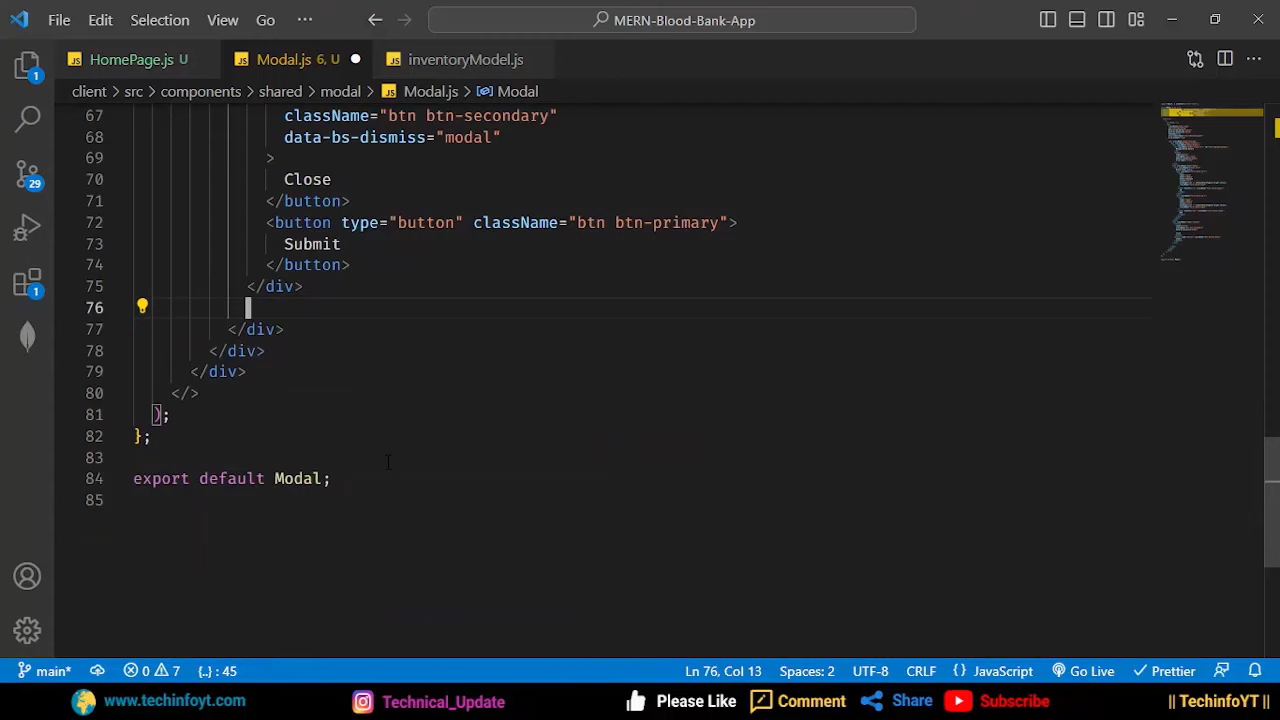 File Edit Selection View Go ··· MERN-Blood-Bank-App
HomePage.js U Modal.js 6, U inventoryModel.js
client > src > components > shared > modal > Modal.js > Modal
67 className="btn btn-secondary"
68 data-bs-dismiss="modal"
69 >
70 Close
71 </button>
72 <button type="button" className="btn btn-primary">
73 Submit
74 </button>
75 </div>
76
77 </div>
78 </div>
79 </div>
80 </>
81 );
82 };
83
84 export default Modal;
85
1
29
1
main* 0 7 {..} : 45 Ln 76, Col 13 Spaces: 2 UTF-8 CRLF {} JavaScript Go Live Prettier
www.techinfoyt.com Technical_Update Please Like Comment Share Subscribe || TechinfoYT ||